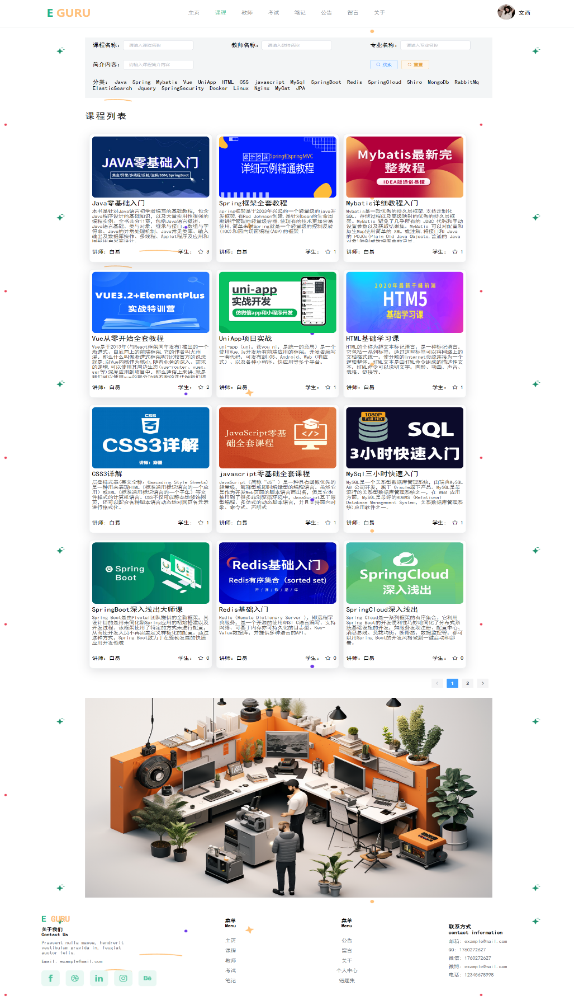 E GURU
主页 课程 教师 考试 笔记 公告 留言 关于
文西
课程名称: 请输入课程名称
教师名称: 请输入教师名称
专业名称: 请输入专业名称
简介内容: 请输入课程简介内容
搜索 重置
分类: Java Spring Mybatis Vue UniApp HTML CSS javascript MySql SpringBoot Redis SpringCloud Shiro MongoDb RabbitMq
ElasticSearch Jquery SpringSecurity Docker Linux Nginx MyCat JPA
课程列表
JAVA零基础入门
集合/异常/多线程/反射/注解/SSM/SpringBoot
Java零基础入门
本书是针对Java语言初学者编写的基础教程，包含
Java程序设计的基础知识，以及大量实用性很强的
编程实例。全书共分11章，包括Java语言概述、
Java语言基础、类与对象、继承与接口、数组与字
符串、Java的异常处理机制、Java常见类库、输入
输出及数据库操作、多线程、Applet程序及应用和
图形用户界面设计。
讲师: 白易 学生: 3
最新资源 Spring和springMVC
详细示例精通教程
Spring框架全套教程
spring框架是于2003年兴起的一个轻量级的java开
发框架,有Rod Johnson创建,是针对bean的生命周
期进行管理的轻量级容器,使现有的技术更加容易
使用,简单来说Spring就是一个轻量级的控制反转
(IOC)和面向切面编程(AOP)的框架 !
讲师: 白易 学生: 1
Mybatis最新完
整教程
IDEA版通俗易懂
Mybatis详细教程入门
Mybatis是一款优秀的持久层框架,支持定制化
SQL、存储过程以及高级映射的优秀的持久层框
架。MyBatis 避免了几乎所有的 JDBC 代码和手动
设置参数以及获取结果集。MyBatis 可以对配置和
原生Map使用简单的 XML 或注解,将接口和 Java
的 POJOs(Plain Old Java Objects,普通的 Java
对象)映射成数据库中的记录。
讲师: 白易 学生: 1
VUE3.2+ElementPlus
实战特训营
Vue从零开始全套教程
Vue是于2013年(与React框架同年发布)推出的一个
渐进式、自底向上的前端框架,它的作者叫尤雨
溪。那么什么叫做渐进式框架呢?比较官方的说法
就是:以Vue内核作为核心,随着业务的深入、需求
的递增,可以使用其周边生态(vue-router、vuex、
ssr等)深度应用到项目中。那么通俗上来讲,就是
讲师: 白易 学生: 2
uni-app
实战开发
仿微信app和小程序开发
UniApp项目实战
uni-app（uni，读you ni，是统一的意思）是一个
使用Vue.js开发所有前端应用的框架，开发者编写
一套代码，可发布到iOS、Android、Web（响应
式）、以及各种小程序、快应用等多个平台。
讲师: 白易 学生: 1
2020年最新千峰前端
HTM5
基础学习课
HTML基础学习课
HTML的全称为超文本标记语言，是一种标记语言。
它包括一系列标签，通过这些标签可以将网络上的
文档格式统一，使分散的Internet资源连接为一个
逻辑整体。HTML文本是由HTML命令组成的描述性文
本，HTML命令可以说明文字，图形、动画、声音、
表格、链接等。
讲师: 白易 学生: 1
CSS
CSS3详解
讲师：秦疆
CSS3详解
层叠样式表(英文全称：Cascading Style Sheets)
是一种用来表现HTML（标准通用标记语言的一个应
用）或XML（标准通用标记语言的一个子集）等文
件样式的计算机语言。CSS不仅可以静态地修饰网
页，还可以配合各种脚本语言动态地对网页各元素
进行格式化。
讲师: 白易 学生: 1
JavaScript零基
础全套课程
javascript零基础全套课程
JavaScript（简称“JS”）是一种具有函数优先的
轻量级，解释型或即时编译型的编程语言。虽然它
是作为开发Web页面的脚本语言而出名，但是它也
被用到了很多非浏览器环境中，JavaScript基于原
型编程、多范式的动态脚本语言，并且支持面向对
象、命令式、声明式
讲师: 白易 学生: 1
1080P
Full HD
SQL
3小时快速入门
MySql三小时快速入门
MySQL是一个关系型数据库管理系统，由瑞典MySQL
AB 公司开发，属于 Oracle旗下产品。MySQL是最
流行的关系型数据库管理系统之一，在 WEB 应用
方面，MySQL是最好的RDBMS (Relational
Database Management System，关系数据库管理系
统)应用软件之一。
讲师: 白易 学生: 1
Spring
Boot
SpringBoot深入浅出大师课
Spring Boot是由Pivotal团队提供的全新框架，其
设计目的是用来简化新Spring应用的初始搭建以及
开发过程。该框架使用了特定的方式来进行配置，
从而使开发人员不再需要定义样板化的配置。通过
这种方式，Spring Boot致力于在蓬勃发展的快速
应用开发领域
讲师: 白易 学生: 0
Redis基础入门
Redis有序集合（sorted set)
开 / 源 / 数 / 据 / 库
Redis基础入门
Redis（Remote Dictionary Server )，即远程字
典服务，是一个开源的使用ANSI C语言编写、支持
网络、可基于内存亦可持久化的日志型、Key-
Value数据库，并提供多种语言的API。
讲师: 白易 学生: 0
SpringCloud
深入浅出
SpringCloud深入浅出
Spring Cloud是一系列框架的有序集合。它利用
Spring Boot的开发便利性巧妙地简化了分布式系
统基础设施的开发，如服务发现注册、配置中心、
消息总线、负载均衡、断路器、数据监控等，都可
以用Spring Boot的开发风格做到一键启动和部
署。
讲师: 白易 学生: 0
1 2
E GURU
关于我们
Contact Us
Praesent nulla massa, hendrerit
vestibulum gravida in, feugiat
auctor felis.
Email: example@mail.com
Bē
菜单
Menu
主页
课程
教师
考试
笔记
菜单
Menu
公告
留言
关于
个人中心
错题集
联系方式
contact information
邮箱: example@mail.com
QQ: 1760272627
微信: 1760272627
微博: example@mail.com
电话: 12345678998